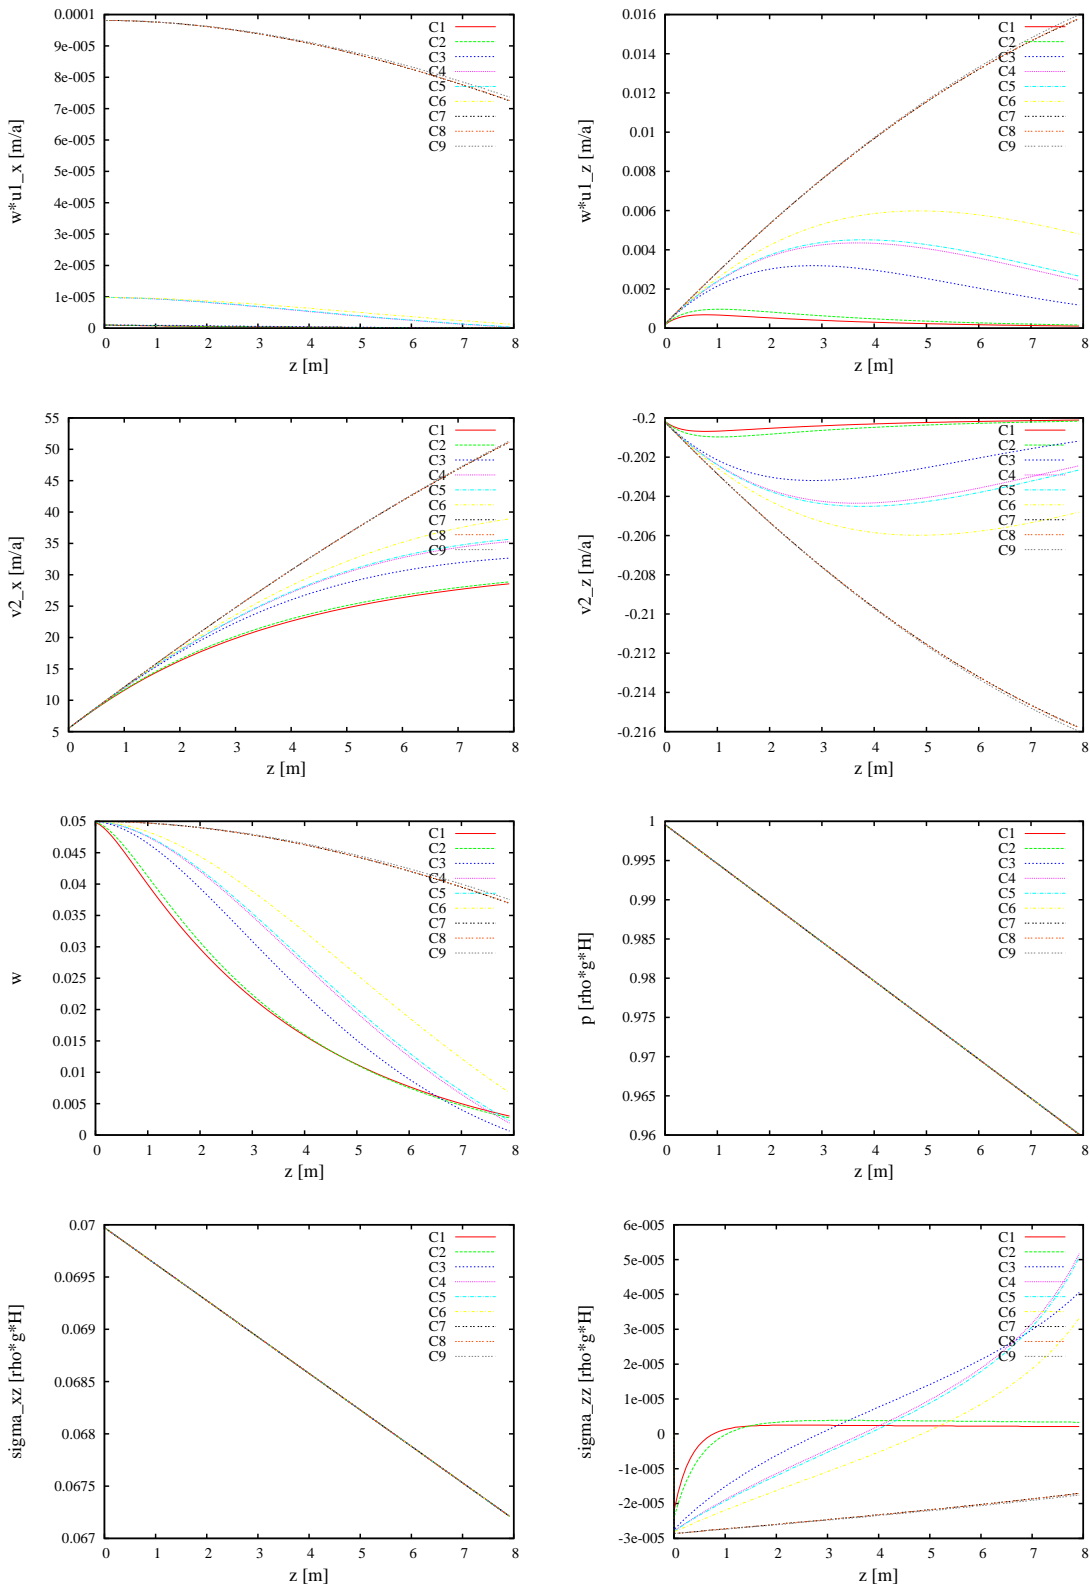 w*u1_x [m/a]
0.0001
9e-005
8e-005
7e-005
6e-005
5e-005
4e-005
3e-005
2e-005
1e-005
0
0 1 2 3 4 5 6 7 8
z [m]
C1
C2
C3
C4
C5
C6
C7
C8
C9
w*u1_z [m/a]
0.016
0.014
0.012
0.01
0.008
0.006
0.004
0.002
0
0 1 2 3 4 5 6 7 8
z [m]
C1
C2
C3
C4
C5
C6
C7
C8
C9
v2_x [m/a]
55
50
45
40
35
30
25
20
15
10
5
0 1 2 3 4 5 6 7 8
z [m]
C1
C2
C3
C4
C5
C6
C7
C8
C9
v2_z [m/a]
-0.2
-0.202
-0.204
-0.206
-0.208
-0.21
-0.212
-0.214
-0.216
0 1 2 3 4 5 6 7 8
z [m]
C1
C2
C3
C4
C5
C6
C7
C8
C9
w
0.05
0.045
0.04
0.035
0.03
0.025
0.02
0.015
0.01
0.005
0
0 1 2 3 4 5 6 7 8
z [m]
C1
C2
C3
C4
C5
C6
C7
C8
C9
p [rho*g*H]
1
0.995
0.99
0.985
0.98
0.975
0.97
0.965
0.96
0 1 2 3 4 5 6 7 8
z [m]
C1
C2
C3
C4
C5
C6
C7
C8
C9
sigma_xz [rho*g*H]
0.07
0.0695
0.069
0.0685
0.068
0.0675
0.067
0 1 2 3 4 5 6 7 8
z [m]
C1
C2
C3
C4
C5
C6
C7
C8
C9
sigma_zz [rho*g*H]
6e-005
5e-005
4e-005
3e-005
2e-005
1e-005
0
-1e-005
-2e-005
-3e-005
0 1 2 3 4 5 6 7 8
z [m]
C1
C2
C3
C4
C5
C6
C7
C8
C9